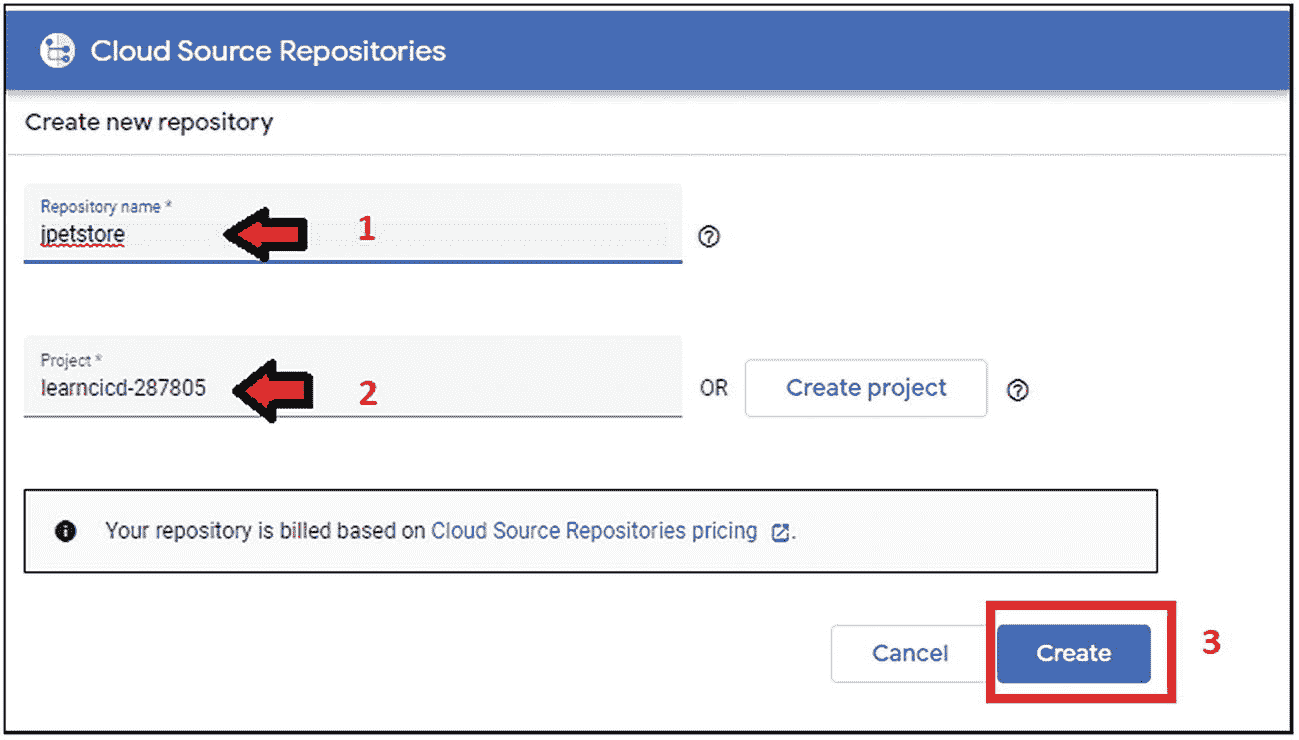 Cloud Source Repositories
Create new repository
Repository name *
jpetstore
1
Project *
learncicd-287805
2
OR
Create project
Your repository is billed based on Cloud Source Repositories pricing.
Cancel
Create
3